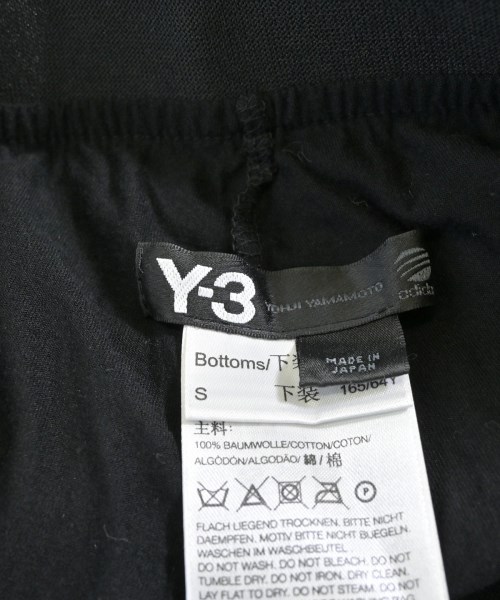 Y-3 YOHJI YAMAMOTO adidas
MADE IN
JAPAN
Bottoms/下装
S 下装 165/64Y
主料:
100% BAUMWOLLE/COTTON/COTON/
ALGODÓN/ALGODÃO/ 綿 / 棉
P
FLACH LIEGEND TROCKNEN. BITTE NICHT
DAEMPFEN. MOTIV BITTE NICHT BUEGELN.
WASCHEN IM WASCHBEUTEL .
DO NOT WASH. DO NOT BLEACH. DO NOT
TUMBLE DRY. DO NOT IRON. DRY CLEAN.
LAY FLAT TO DRY. DO NOT STEAM. DO NOT